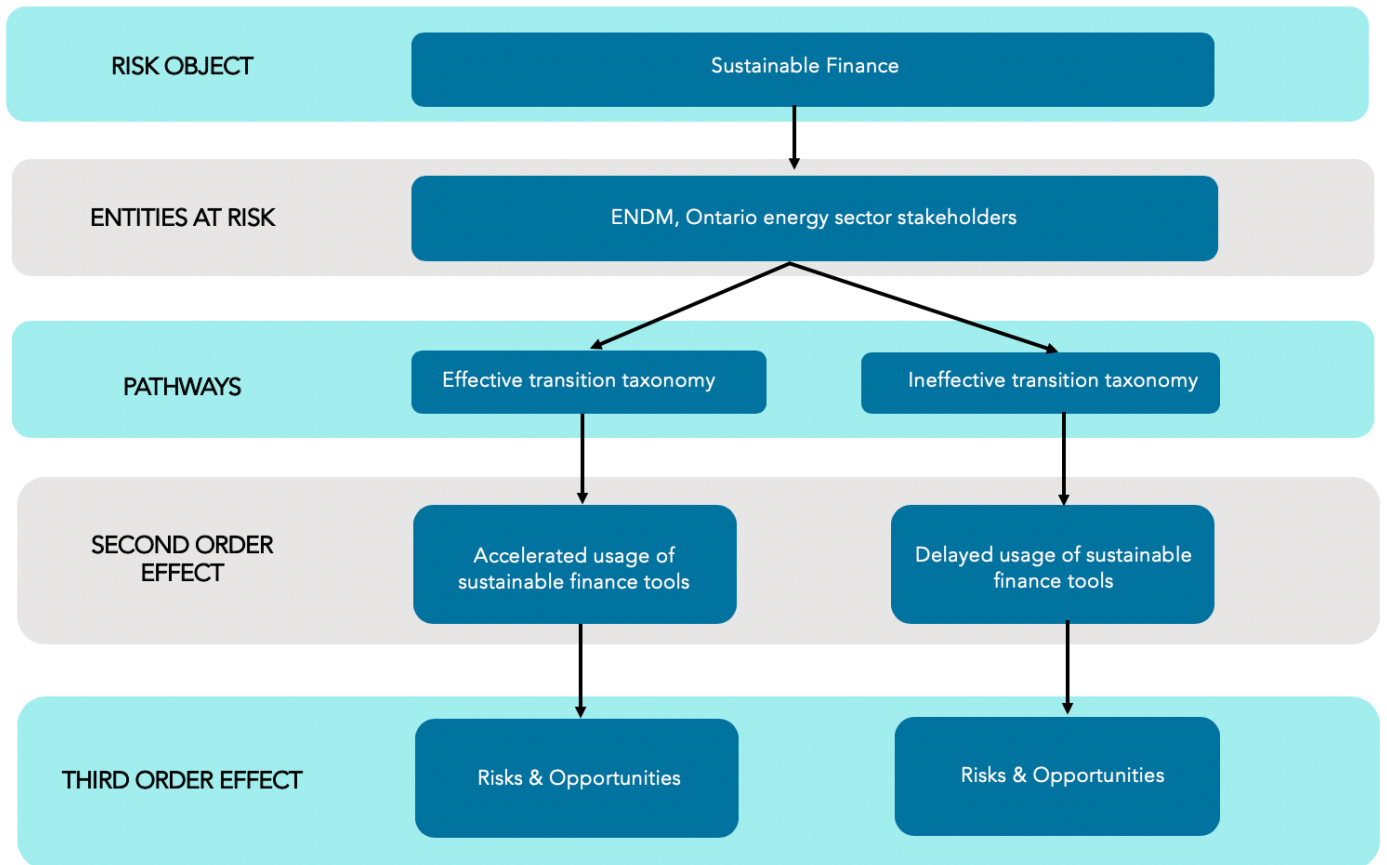 RISK OBJECT
Sustainable Finance
ENTITIES AT RISK
ENDM, Ontario energy sector stakeholders
PATHWAYS
Effective transition taxonomy
Ineffective transition taxonomy
SECOND ORDER
EFFECT
Accelerated usage of
sustainable finance tools
Delayed usage of sustainable
finance tools
THIRD ORDER EFFECT
Risks & Opportunities
Risks & Opportunities